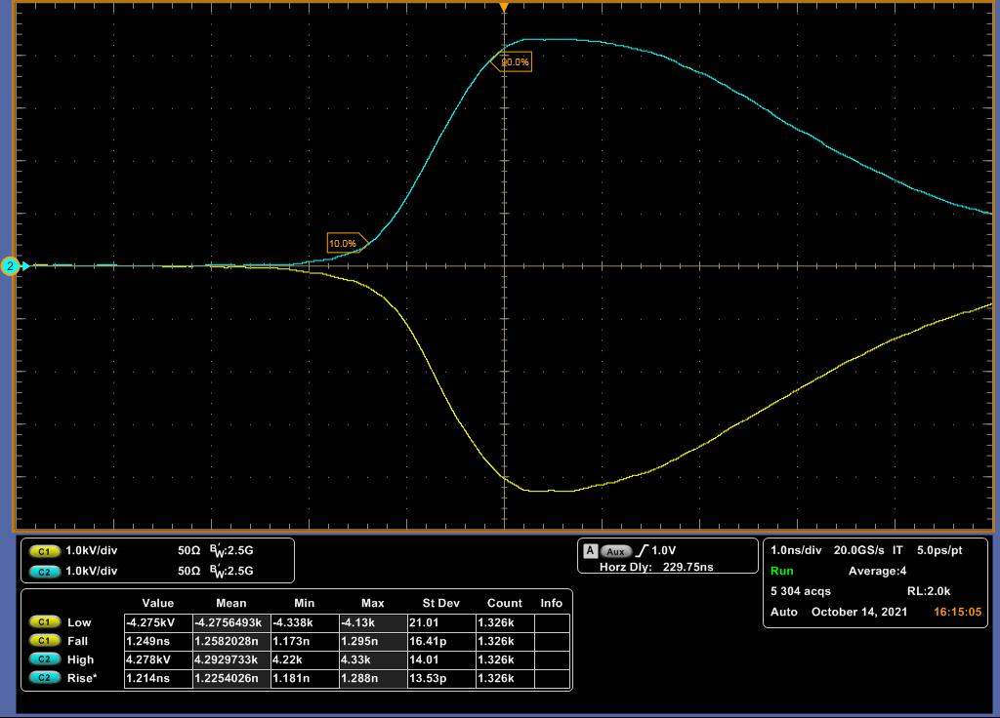 90.0%
10.0%
2
C1 1.0kV/div 50Ω BW:2.5G
C2 1.0kV/div 50Ω BW:2.5G
A Aux 1.0V
Horz Dly: 229.75ns
1.0ns/div 20.0GS/s IT 5.0ps/pt
Run Average:4
5 304 acqs RL:2.0k
Auto October 14, 2021 16:15:05
Value Mean Min Max St Dev Count Info
C1 Low -4.275kV -4.2756493k -4.338k -4.13k 21.01 1.326k
C1 Fall 1.249ns 1.2582028n 1.173n 1.295n 16.41p 1.326k
C2 High 4.278kV 4.2929733k 4.22k 4.33k 14.01 1.326k
C2 Rise* 1.214ns 1.2254026n 1.181n 1.288n 13.53p 1.326k